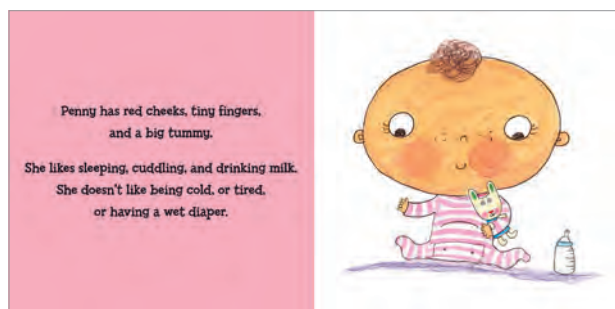 Penny has red cheeks, tiny fingers,
and a big tummy.
She likes sleeping, cuddling, and drinking milk.
She doesn't like being cold, or tired,
or having a wet diaper.